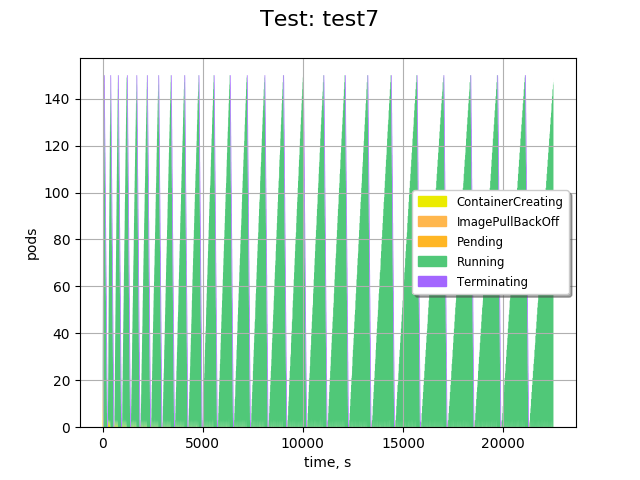 Test: test7
pods
140
120
100
80
60
40
20
0
ContainerCreating
ImagePullBackOff
Pending
Running
Terminating
0 5000 10000 15000 20000
time, s